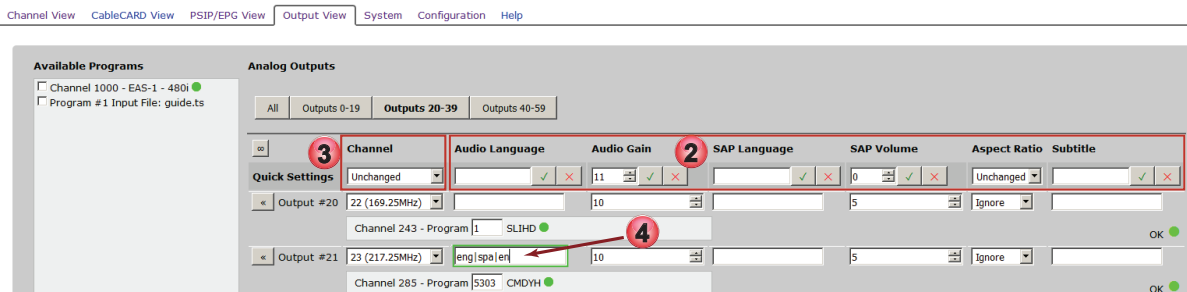 Channel View CableCARD View PSIP/EPG View Output View System Configuration Help
Available Programs
Channel 1000 - EAS-1 - 480i
Program #1 Input File: guide.ts
Analog Outputs
All Outputs 0-19 Outputs 20-39 Outputs 40-59
∞ 3 Channel Audio Language Audio Gain 2 SAP Language SAP Volume Aspect Ratio Subtitle
Quick Settings Unchanged ✓ × 11 ✓ × ✓ × 0 ✓ × Unchanged ✓ ×
« Output #20 22 (169.25MHz) 10 5 Ignore
Channel 243 - Program 1 SLIHD 4 OK
« Output #21 23 (217.25MHz) eng|spa|en 10 5 Ignore
Channel 285 - Program 5303 CMDYH OK